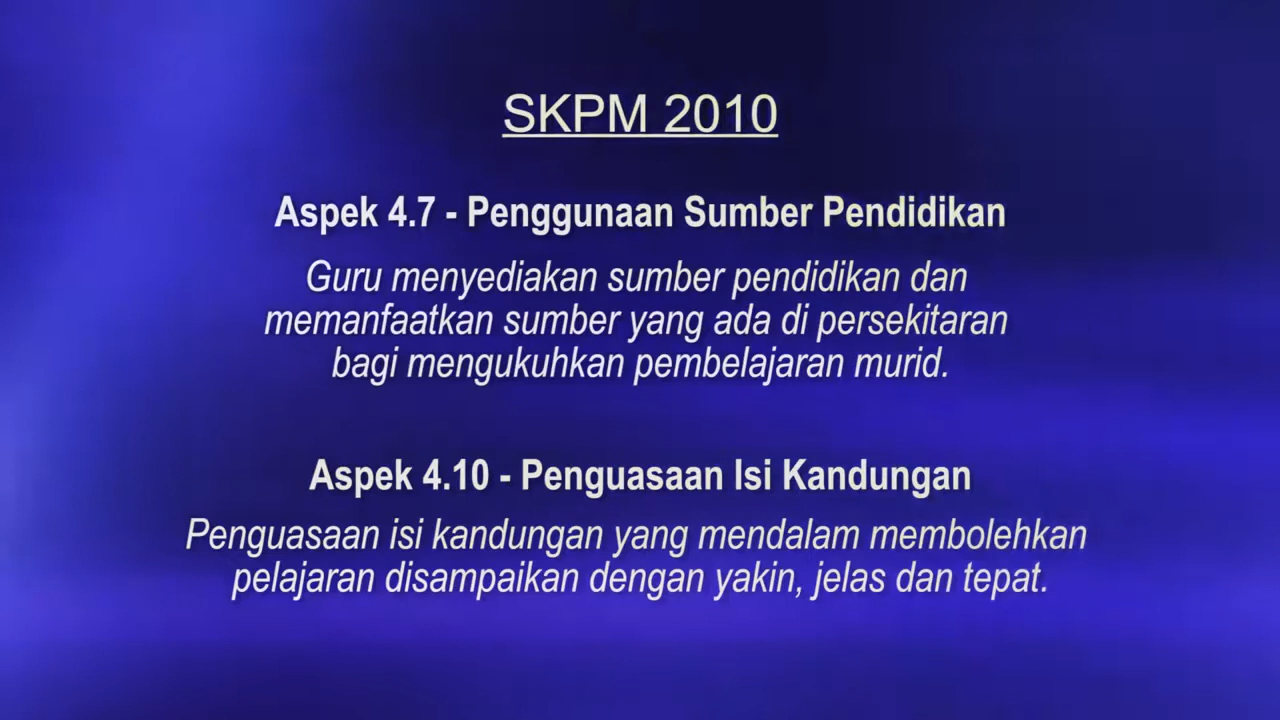 SKPM 2010
Aspek 4.7 - Penggunaan Sumber Pendidikan
Guru menyediakan sumber pendidikan dan
memanfaatkan sumber yang ada di persekitaran
bagi mengukuhkan pembelajaran murid.
Aspek 4.10 - Penguasaan Isi Kandungan
Penguasaan isi kandungan yang mendalam membolehkan
pelajaran disampaikan dengan yakin, jelas dan tepat.